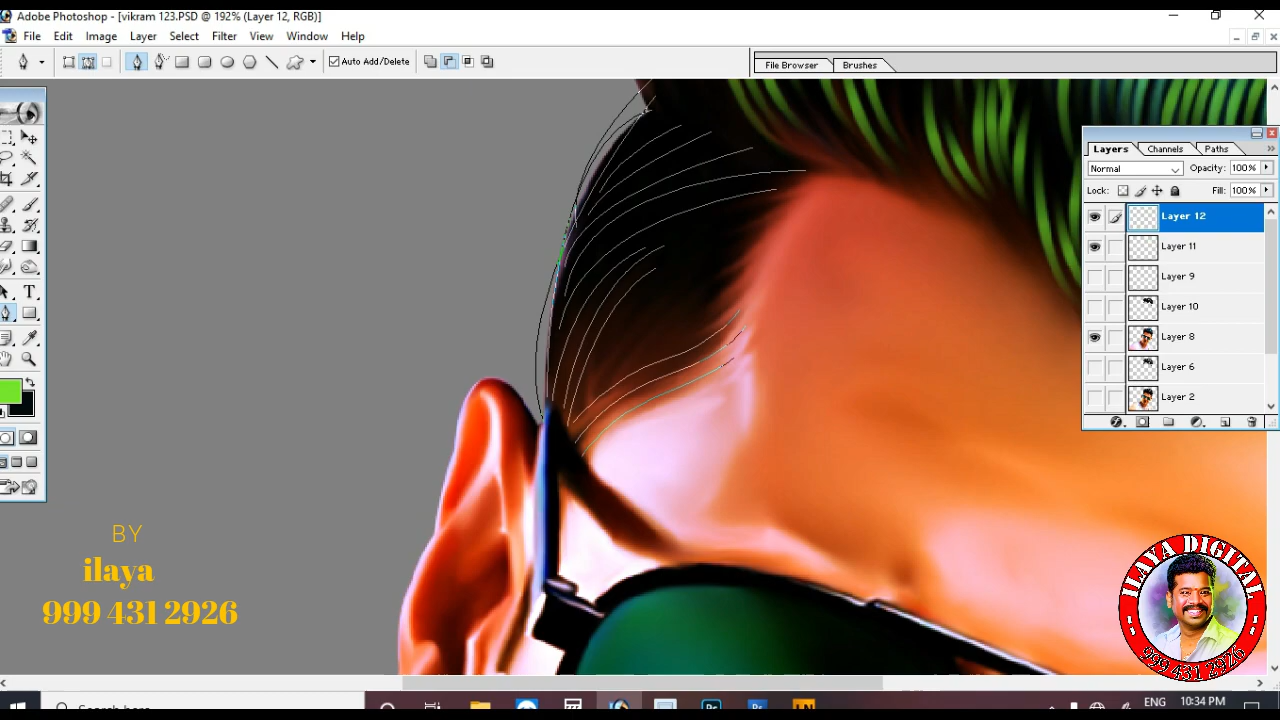 Adobe Photoshop - [vikram 123.PSD @ 192% (Layer 12, RGB)]
File Edit Image Layer Select Filter View Window Help
Auto Add/Delete
File Browser Brushes
Layers Channels Paths
Normal Opacity: 100%
Lock: Fill: 100%
Layer 12
Layer 11
Layer 9
Layer 10
Layer 8
Layer 6
Layer 2
T
BY
ilaya
999 431 2926
ILAYA DIGITAL
999 431 2926
ENG 10:34 PM